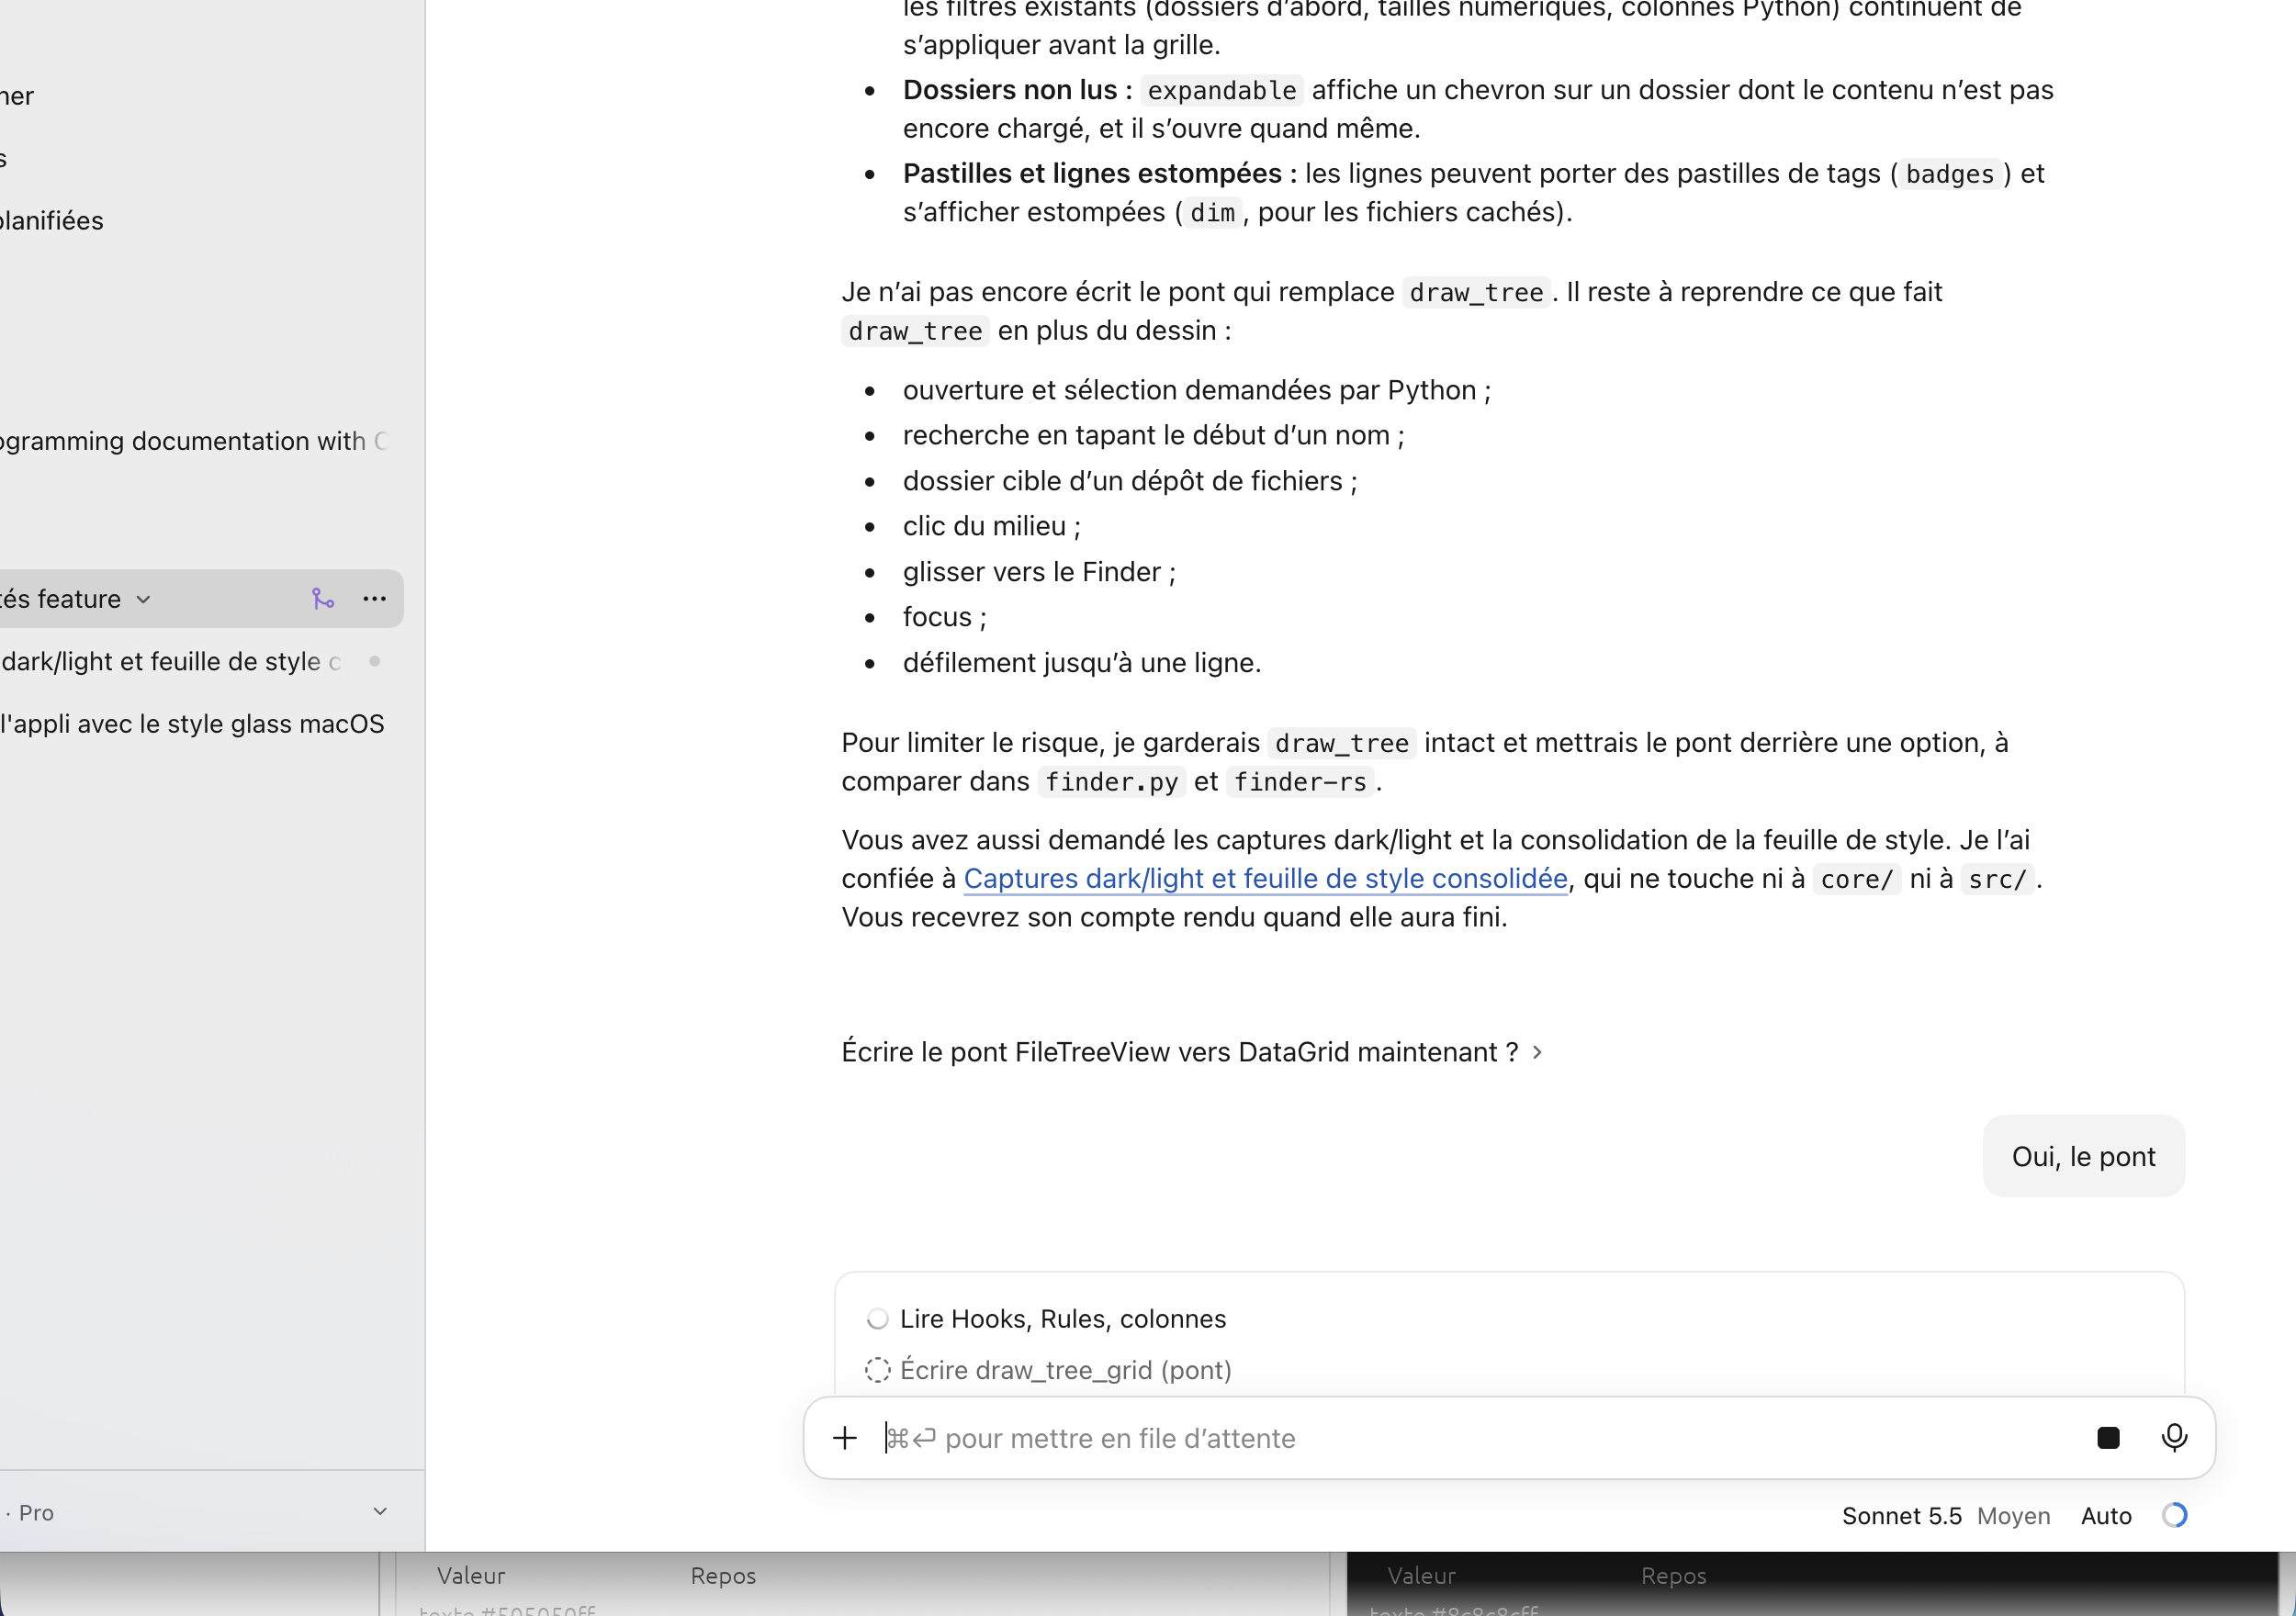 ner
s
planifiées
ogramming documentation with C
tés feature
dark/light et feuille de style c
l'appli avec le style glass macOS
· Pro
les filtres existants (dossiers d’abord, tailles numériques, colonnes Python) continuent de
s’appliquer avant la grille.
• Dossiers non lus : expandable affiche un chevron sur un dossier dont le contenu n’est pas
encore chargé, et il s’ouvre quand même.
• Pastilles et lignes estompées : les lignes peuvent porter des pastilles de tags (badges) et
s’afficher estompées (dim, pour les fichiers cachés).
Je n’ai pas encore écrit le pont qui remplace draw_tree. Il reste à reprendre ce que fait
draw_tree en plus du dessin :
• ouverture et sélection demandées par Python ;
• recherche en tapant le début d’un nom ;
• dossier cible d’un dépôt de fichiers ;
• clic du milieu ;
• glisser vers le Finder ;
• focus ;
• défilement jusqu’à une ligne.
Pour limiter le risque, je garderais draw_tree intact et mettrais le pont derrière une option, à
comparer dans finder.py et finder-rs.
Vous avez aussi demandé les captures dark/light et la consolidation de la feuille de style. Je l’ai
confiée à Captures dark/light et feuille de style consolidée, qui ne touche ni à core/ ni à src/.
Vous recevrez son compte rendu quand elle aura fini.
Écrire le pont FileTreeView vers DataGrid maintenant ? >
Oui, le pont
Lire Hooks, Rules, colonnes
Écrire draw_tree_grid (pont)
⌘⏎ pour mettre en file d’attente
Sonnet 5.5 Moyen Auto
Valeur Repos Valeur Repos